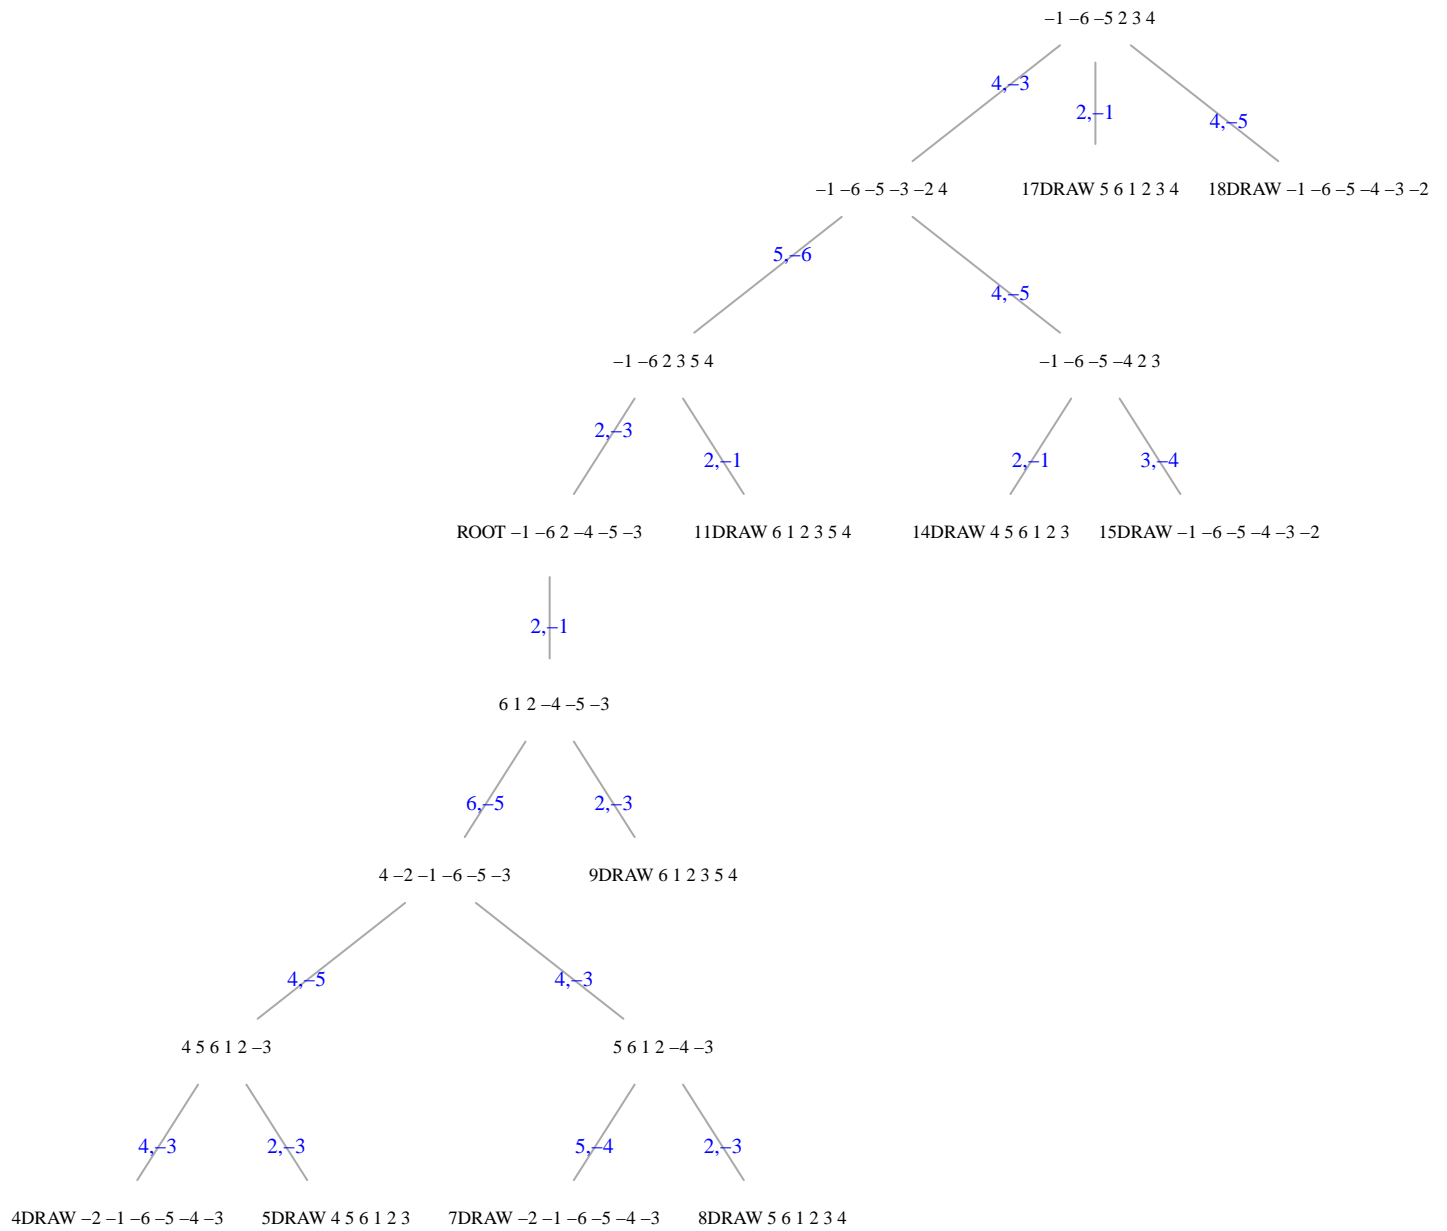 –1 –6 –5 2 3 4
4,–3
2,–1
4,–5
–1 –6 –5 –3 –2 4
17DRAW 5 6 1 2 3 4
18DRAW –1 –6 –5 –4 –3 –2
5,–6
4,–5
–1 –6 2 3 5 4
–1 –6 –5 –4 2 3
2,–3
2,–1
2,–1
3,–4
ROOT –1 –6 2 –4 –5 –3
11DRAW 6 1 2 3 5 4
14DRAW 4 5 6 1 2 3
15DRAW –1 –6 –5 –4 –3 –2
2,–1
6 1 2 –4 –5 –3
6,–5
2,–3
4 –2 –1 –6 –5 –3
9DRAW 6 1 2 3 5 4
4,–5
4,–3
4 5 6 1 2 –3
5 6 1 2 –4 –3
4,–3
2,–3
5,–4
2,–3
4DRAW –2 –1 –6 –5 –4 –3
5DRAW 4 5 6 1 2 3
7DRAW –2 –1 –6 –5 –4 –3
8DRAW 5 6 1 2 3 4